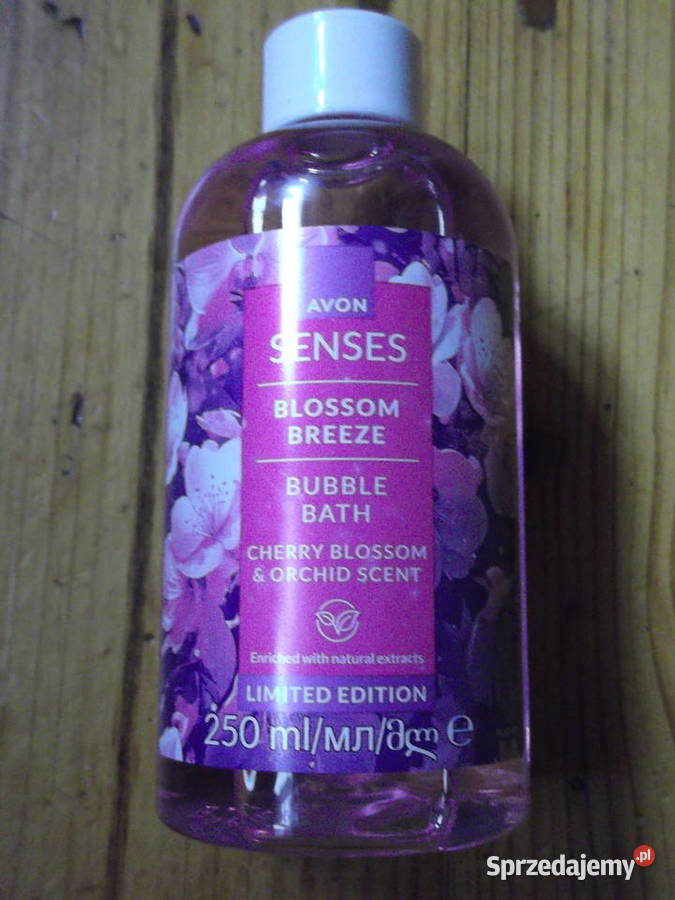 AVON
SENSES
BLOSSOM
BREEZE
BUBBLE
BATH
CHERRY BLOSSOM
& ORCHID SCENT
Enriched with natural extracts
LIMITED EDITION
250 ml/мл/მლ e
Sprzedajemy.pl